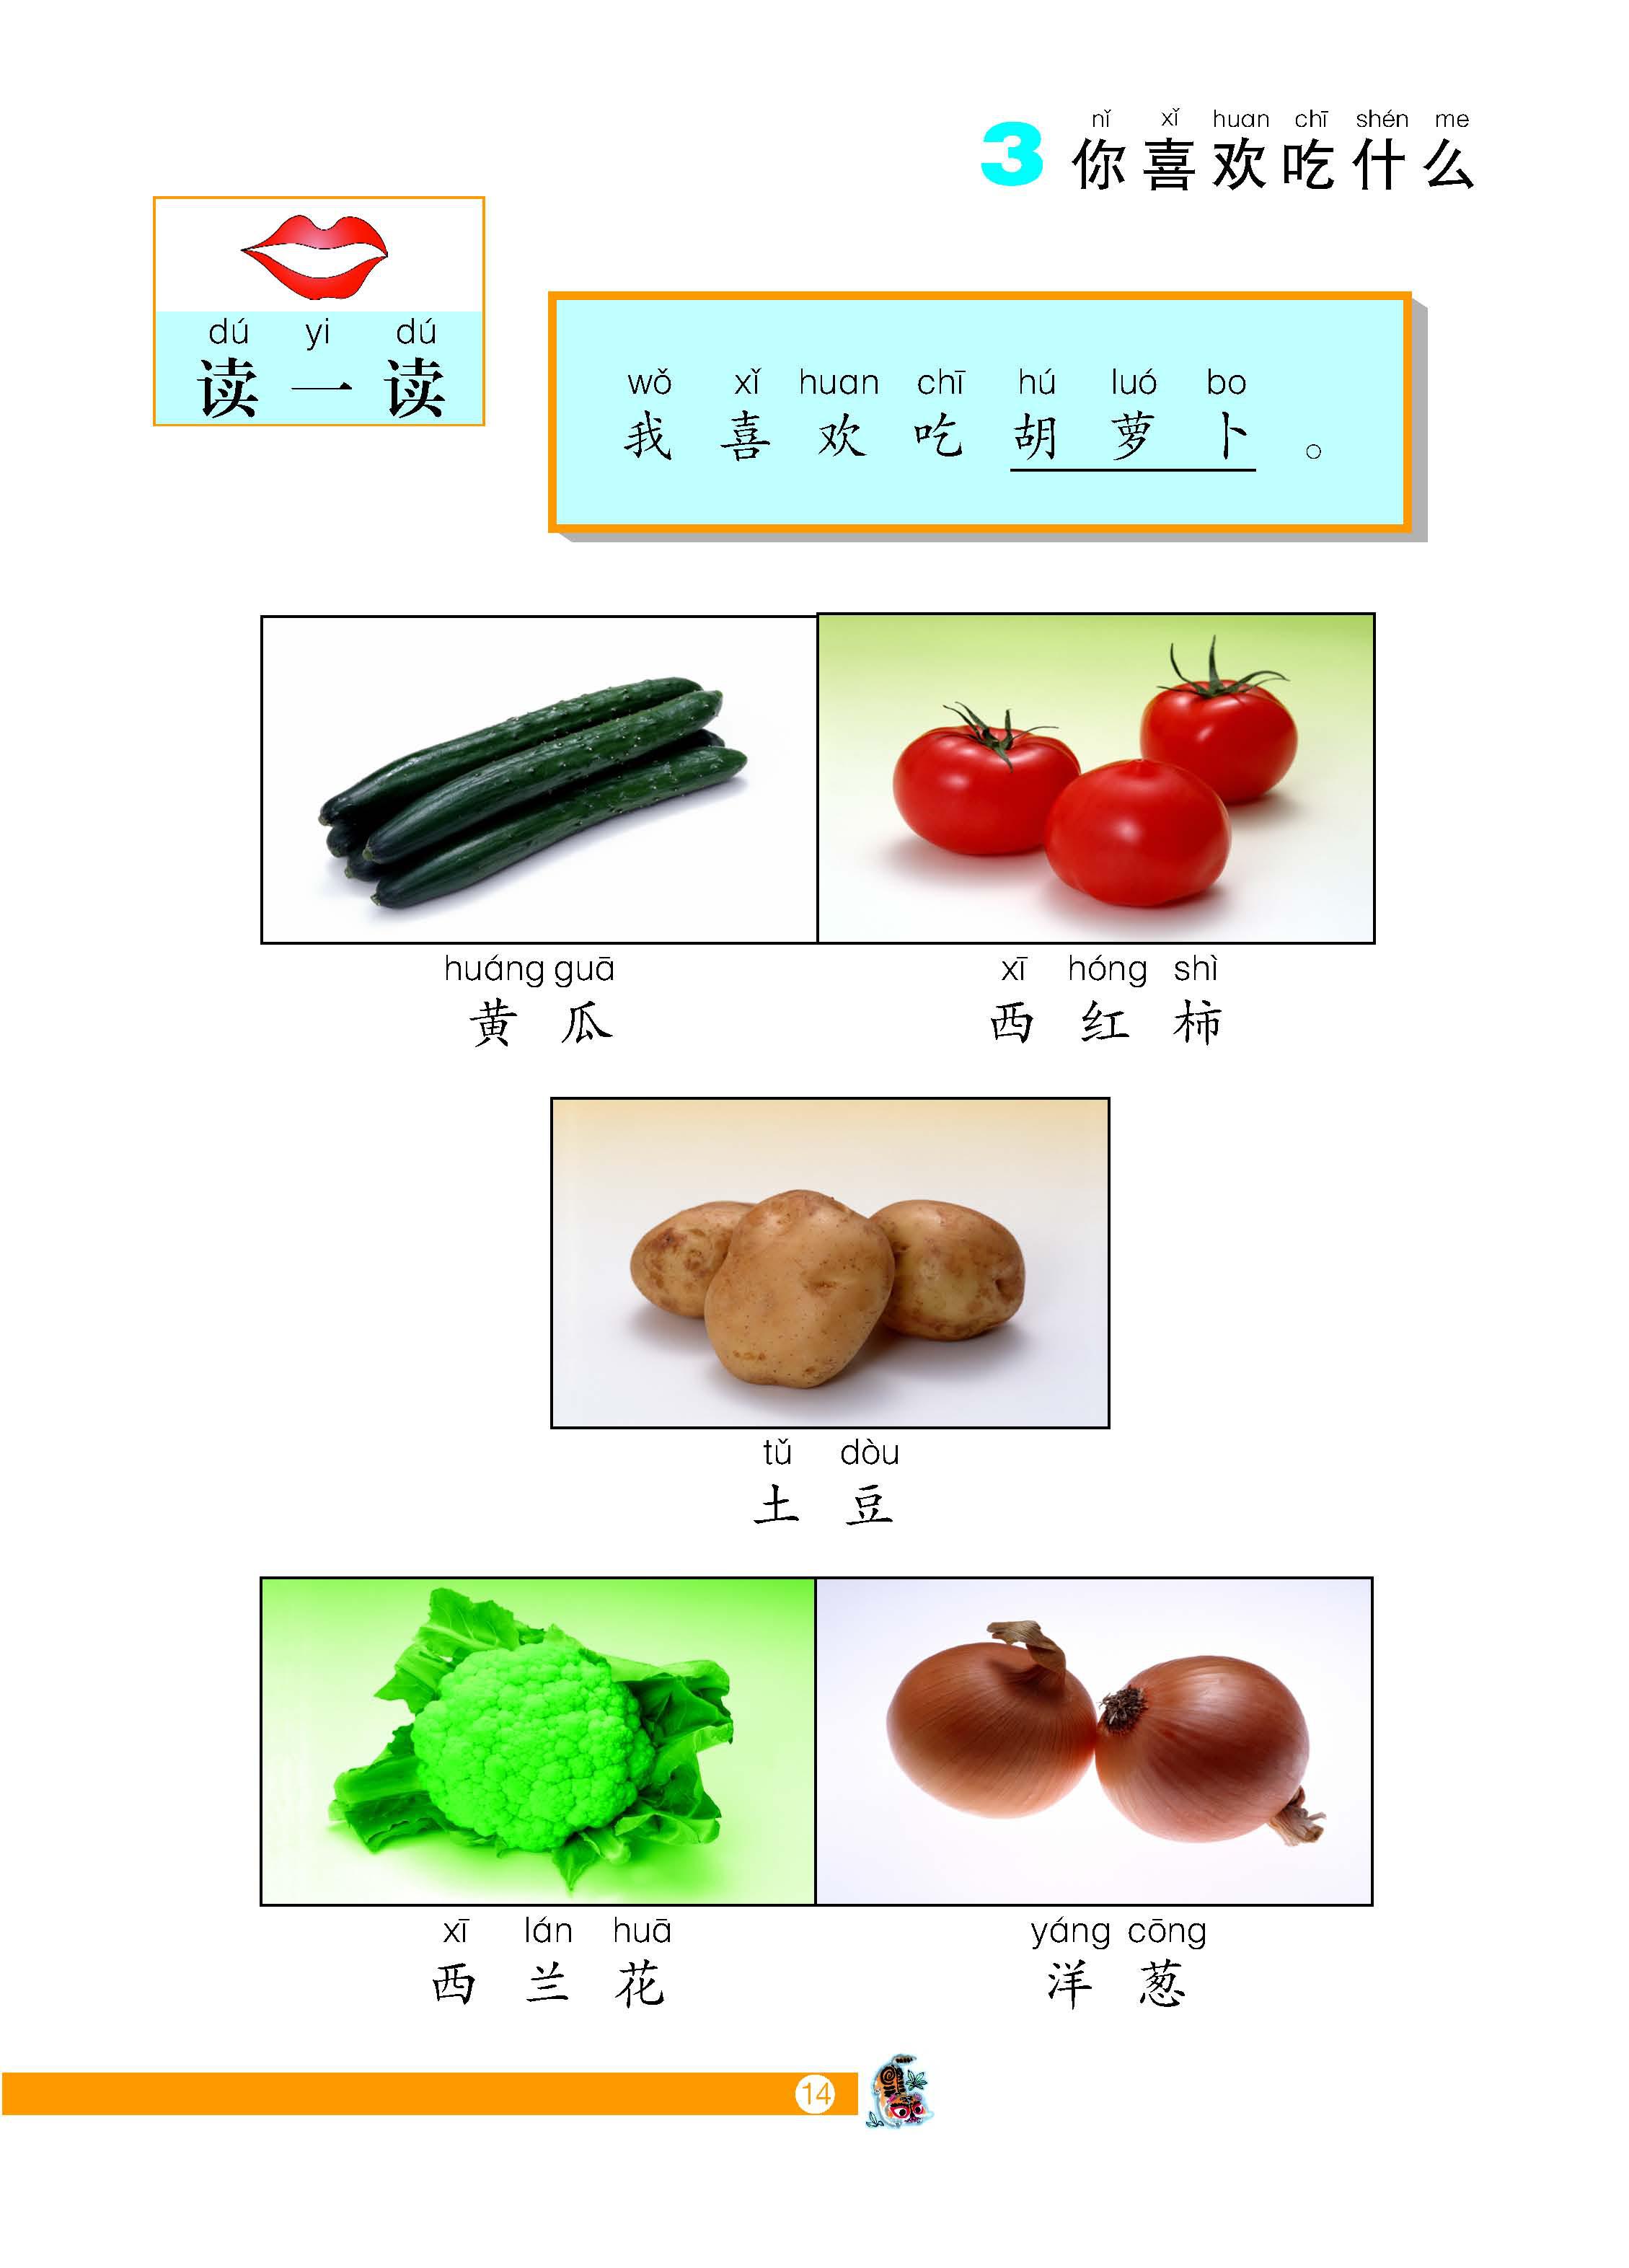 nǐ xǐ huan chī shén me
3 你喜欢吃什么
dú yi dú
读一读
wǒ xǐ huan chī hú luó bo
我喜欢吃胡萝卜。
huáng guā
黄瓜
xī hóng shì
西红柿
tǔ dòu
土豆
xī lán huā
西兰花
yáng cōng
洋葱
14